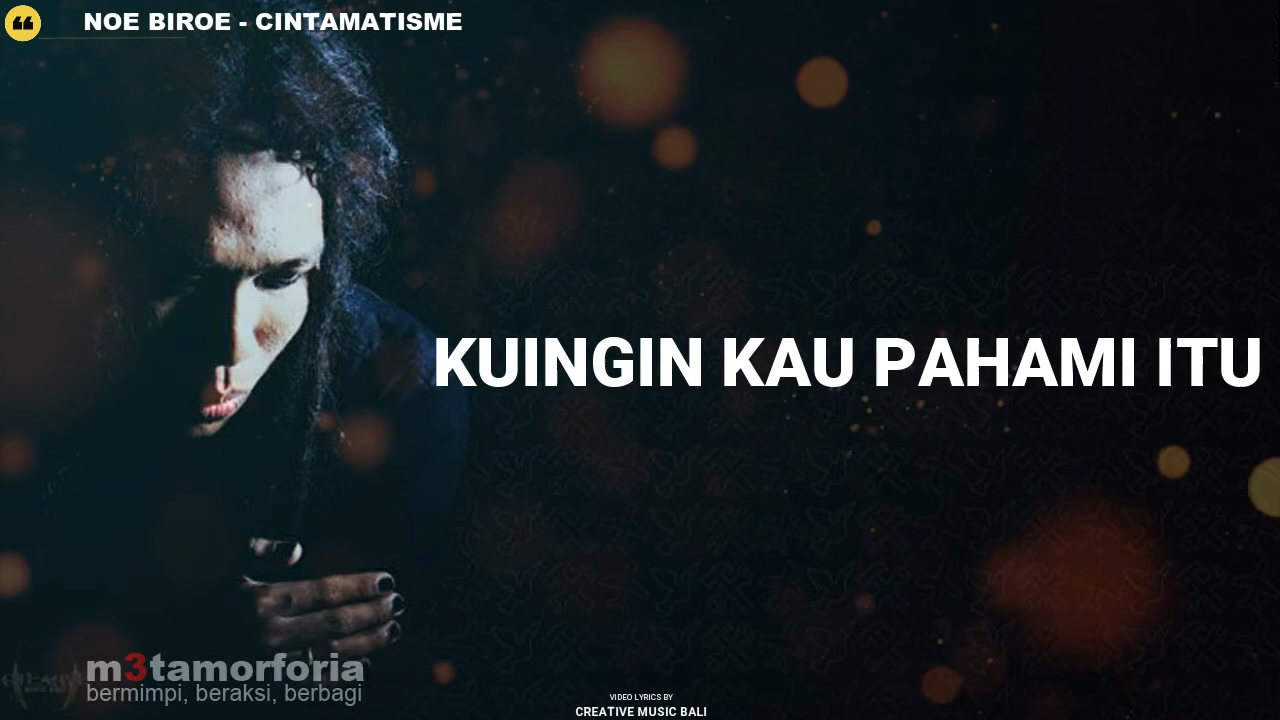 NOE BIROE - CINTAMATISME
KUINGIN KAU PAHAMI ITU
m3tamorforia
bermimpi, beraksi, berbagi
VIDEO LYRICS BY
CREATIVE MUSIC BALI